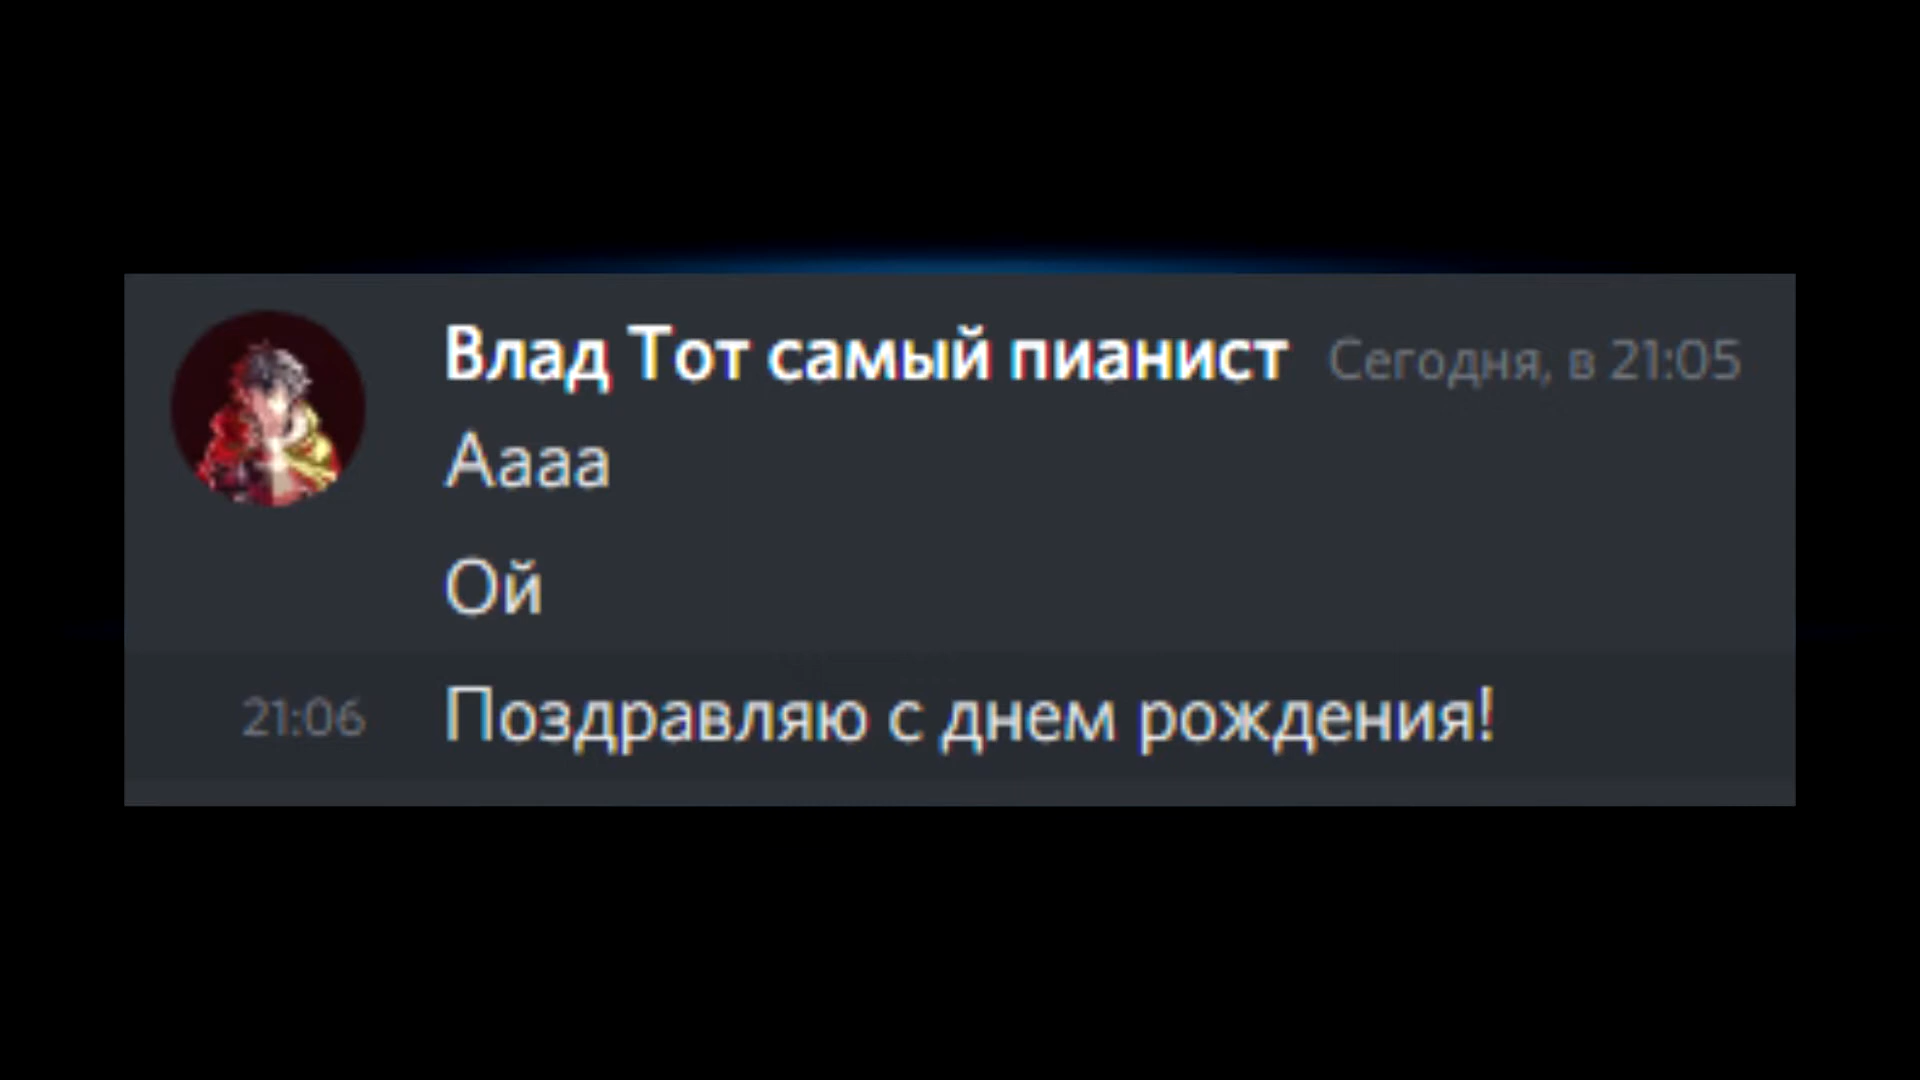 Влад Тот самый пианист Сегодня, в 21:05
Аааа
Ой
21:06 Поздравляю с днем рождения!